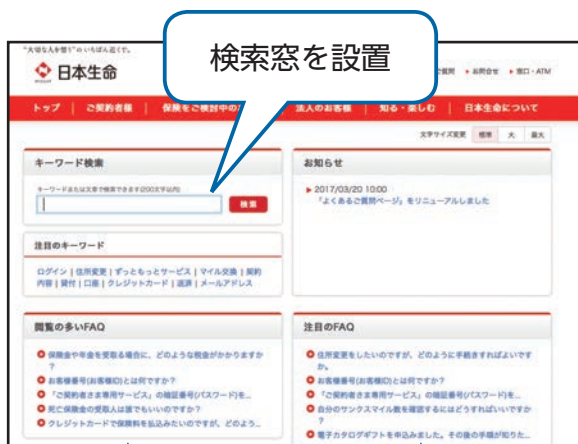 "大切な人を想う"のいちばん近くで。
日本生命
検索窓を設置
ご質問 ▸お問合せ ▸窓口・ATM
トップ | ご契約者様 | 保険をご検討中の | 法人のお客様 | 知る・楽しむ | 日本生命について
文字サイズ変更 標準 大 最大
キーワード検索
キーワードまたは文章で検索できます(200文字以内)
検索
注目のキーワード
ログイン | 住所変更 | ずっともっとサービス | マイル交換 | 契約
内容 | 貸付 | 口座 | クレジットカード | 返済 | メールアドレス
お知らせ
▸2017/03/20 10:00
「よくあるご質問ページ」をリニューアルしました
閲覧の多いFAQ
保険金や年金を受取る場合に、どのような税金がかかりますか
?
お客様番号(お客様ID)とは何ですか?
「ご契約者さま専用サービス」の暗証番号(パスワード)を...
死亡保険金の受取人は誰でもいいのですか?
クレジットカードで保険料を払込みたいのですが、どのよう...
注目のFAQ
住所変更をしたいのですが、どのように手続きすればよいです
か。
お客様番号(お客様ID)とは何ですか?
「ご契約者さま専用サービス」の暗証番号(パスワード)を...
自分のサンクスマイル数を確認するにはどうすればいいですか
?
電子カタログギフトを申込みました。その後の手順が知りた...